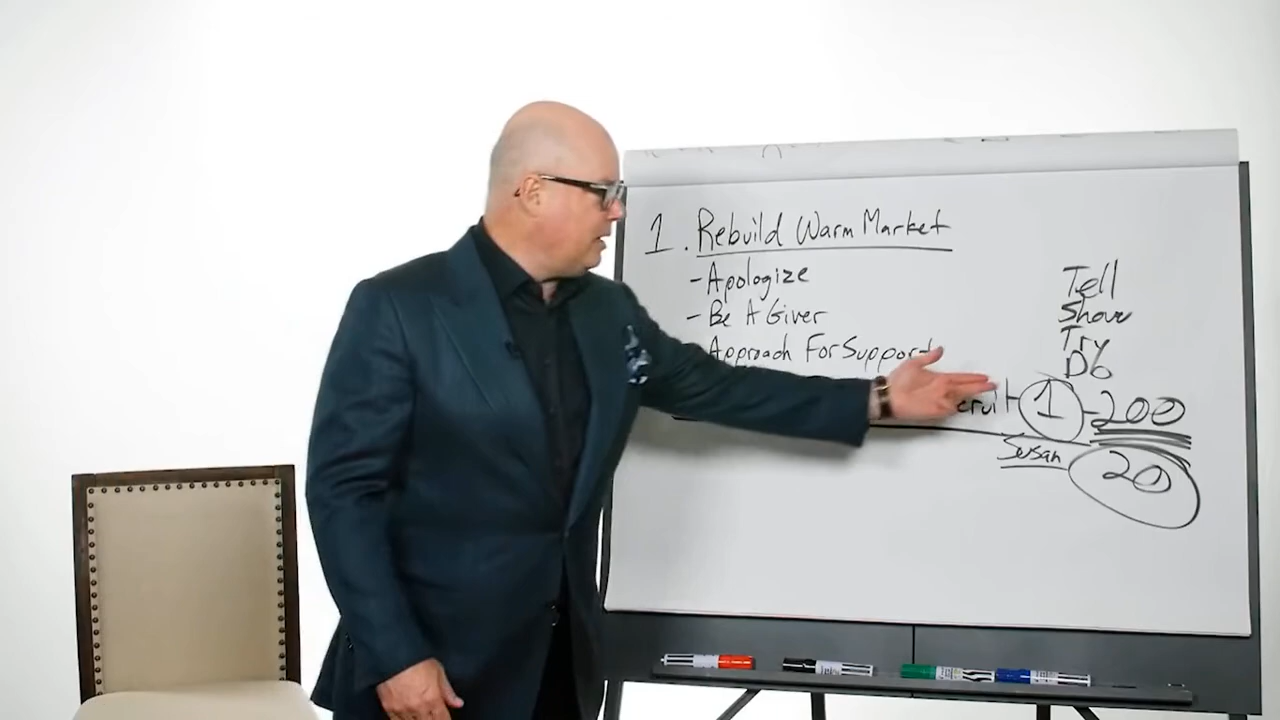 1. Rebuild Warm Market
- Apologize
- Be A Giver
Approach For Support
Tell
Show
Try
Do
1 - 200
Susan
20